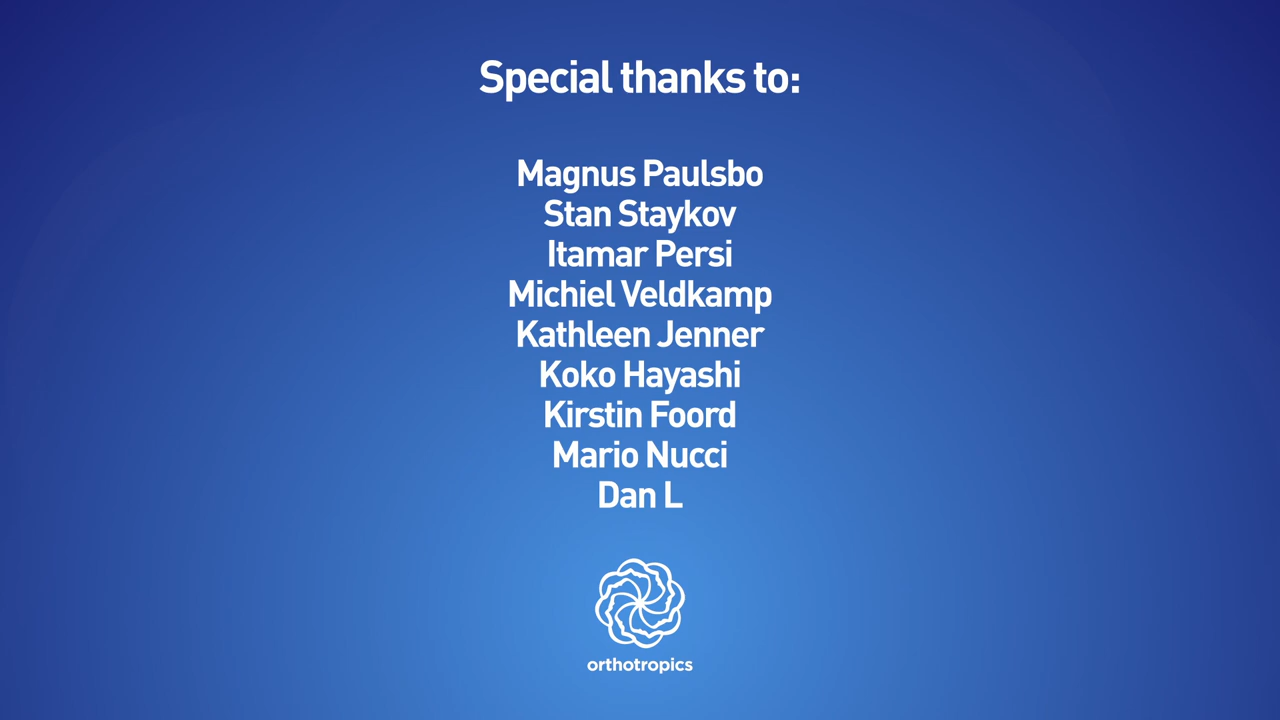 Special thanks to:
Magnus Paulsbo
Stan Staykov
Itamar Persi
Michiel Veldkamp
Kathleen Jenner
Koko Hayashi
Kirstin Foord
Mario Nucci
Dan L
orthotropics